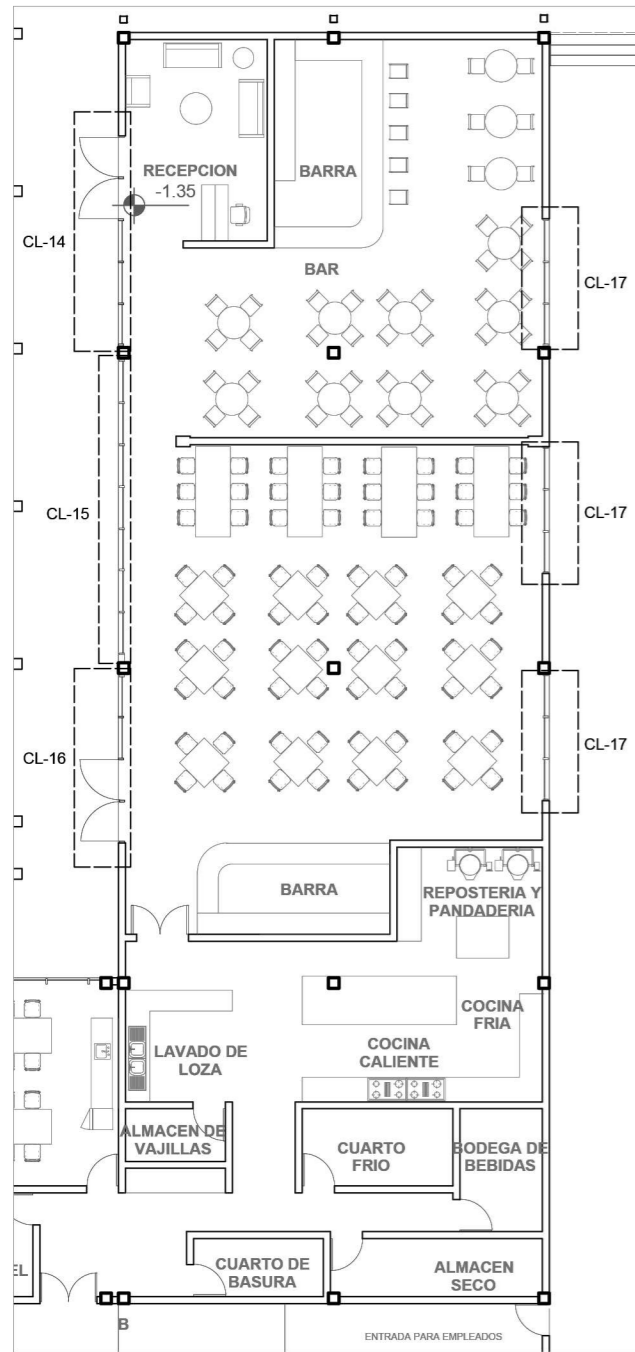 RECEPCION
-1.35
BARRA
CL-14
BAR
CL-17
CL-15
CL-17
CL-16
CL-17
BARRA
REPOSTERIA Y
PANDADERIA
COCINA
FRIA
LAVADO DE
LOZA
COCINA
CALIENTE
ALMACEN DE
VAJILLAS
CUARTO
FRIO
BODEGA DE
BEBIDAS
EL
CUARTO DE
BASURA
ALMACEN
SECO
B
ENTRADA PARA EMPLEADOS